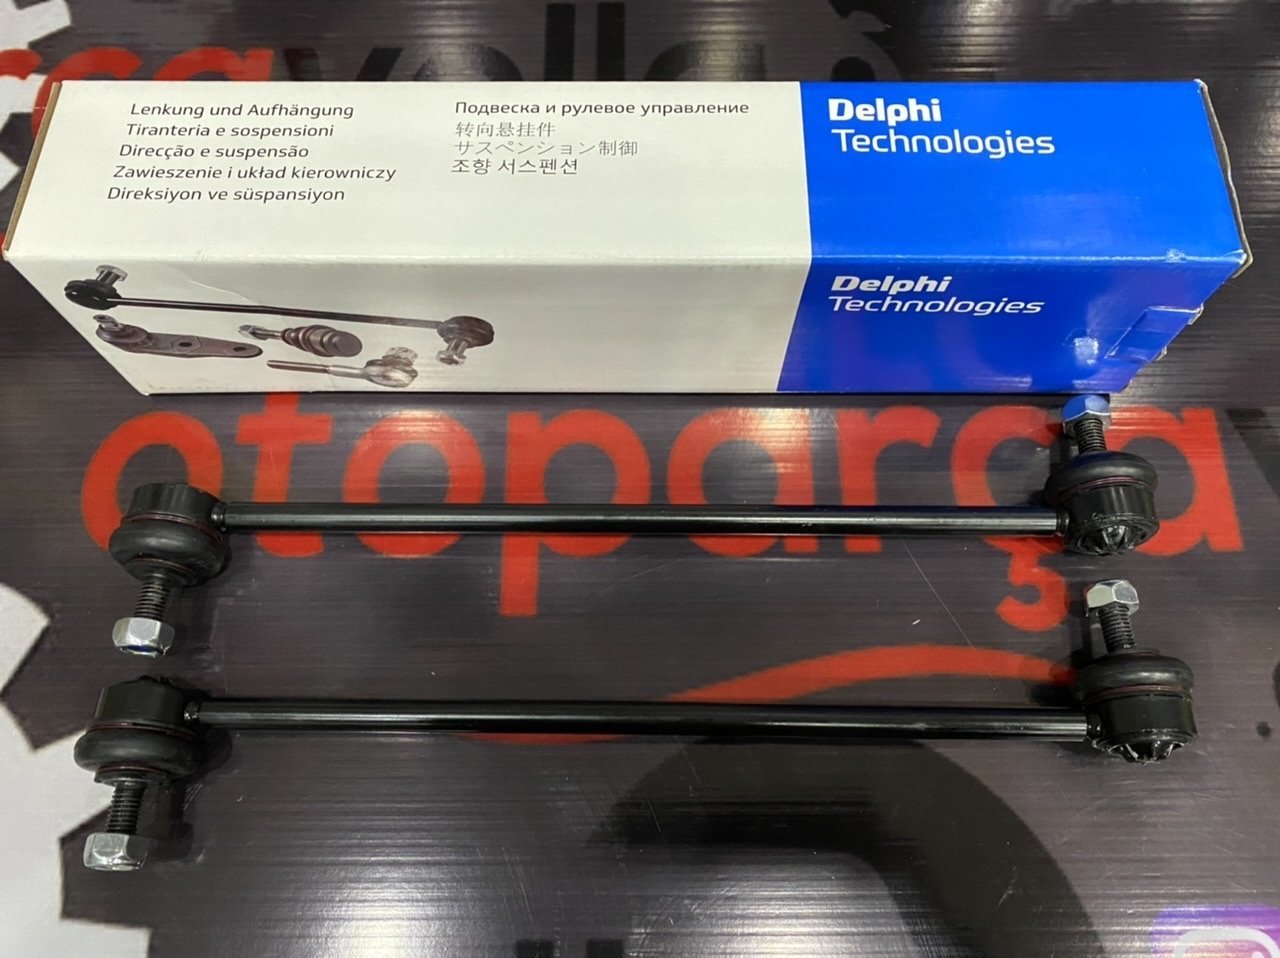 Lenkung und Aufhängung
Tiranteria e sospensioni
Direcção e suspensão
Zawieszenie i układ kierowniczy
Direksiyon ve süspansiyon
Подвеска и рулевое управление
转向悬挂件
サスペンション制御
조향 서스펜션
Delphi
Technologies
Delphi
Technologies
otoparça